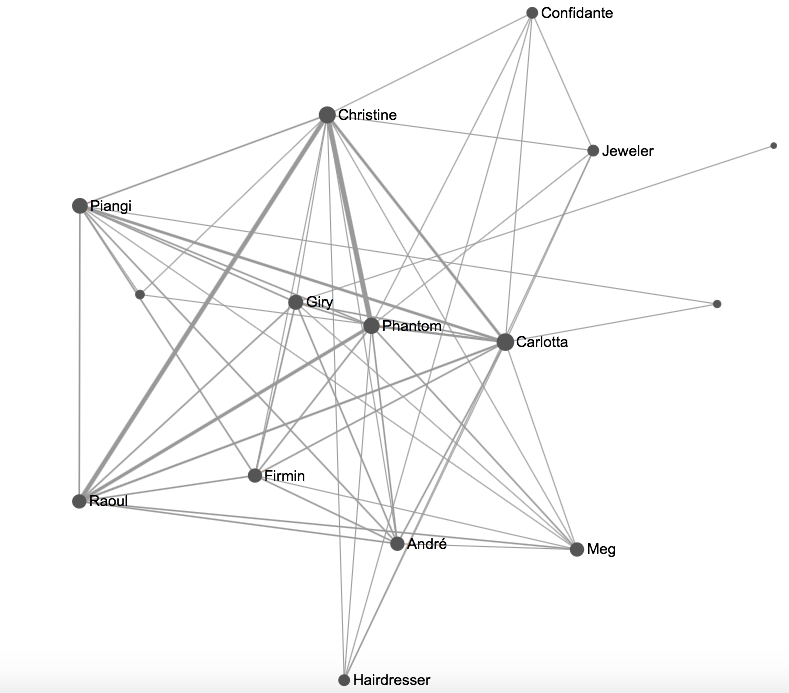 Confidante
Christine
Jeweler
Piangi
Giry
Phantom
Carlotta
Firmin
Raoul
André
Meg
Hairdresser